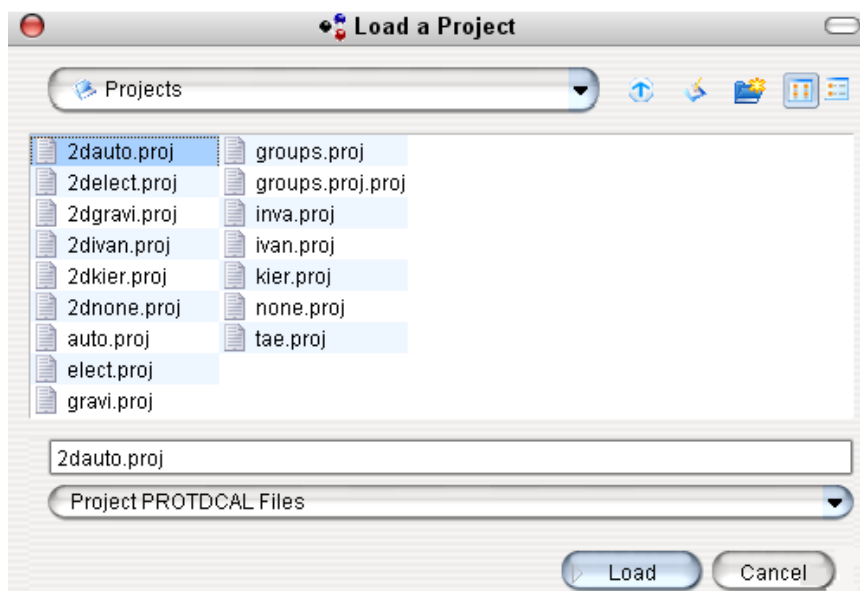 Load a Project
Projects
2dauto.proj
2delect.proj
2dgravi.proj
2divan.proj
2dkier.proj
2dnone.proj
auto.proj
elect.proj
gravi.proj
groups.proj
groups.proj.proj
inva.proj
ivan.proj
kier.proj
none.proj
tae.proj
2dauto.proj
Project PROTDCAL Files
Load
Cancel